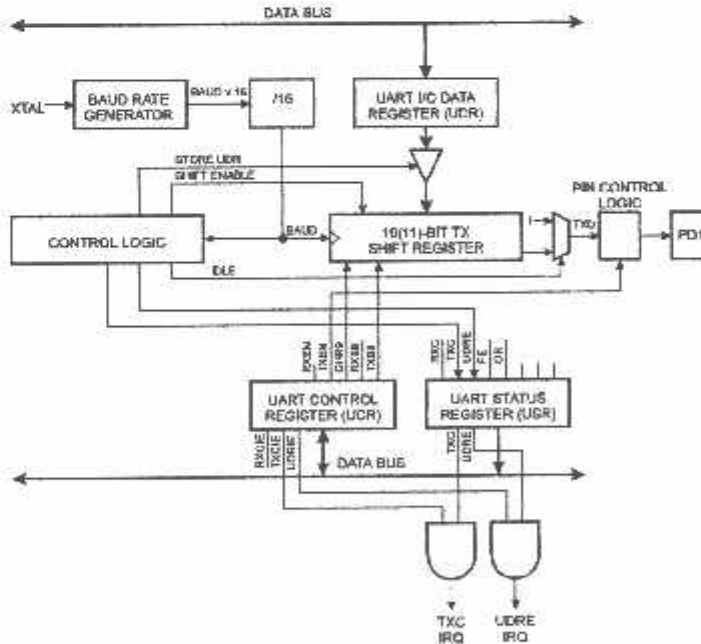 DATA BUS
XTAL
BAUD RATE
GENERATOR
BAUD x 16
/16
UART I/C DATA
REGISTER (UDR)
STORE UDR
SHIFT ENABLE
PIN CONTROL
LOGIC
CONTROL LOGIC
BAUD
10(11)-BIT TX
SHIFT REGISTER
1
TXD
PD1
IDLE
RXEN
TXEN
CHR9
RXB8
TXB8
RXC
TXC
UDRE
FE
OR
UART CONTROL
REGISTER (UCR)
UART STATUS
REGISTER (USR)
RXCIE
TXCIE
UDRIE
TXC
UDRE
DATA BUS
TXC
IRQ
UDRE
IRQ